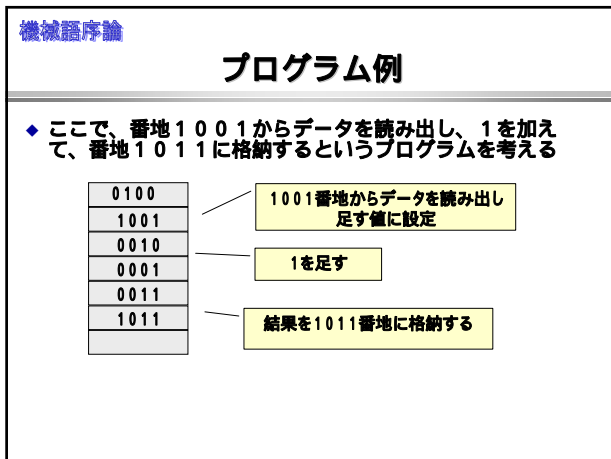 機械語序論
プログラム例
ここで、番地１００１からデータを読み出し、１を加え
て、番地１０１１に格納するというプログラムを考える
0100
1001
0010
0001
0011
1011
1001番地からデータを読み出し
足す値に設定
1を足す
結果を1011番地に格納する